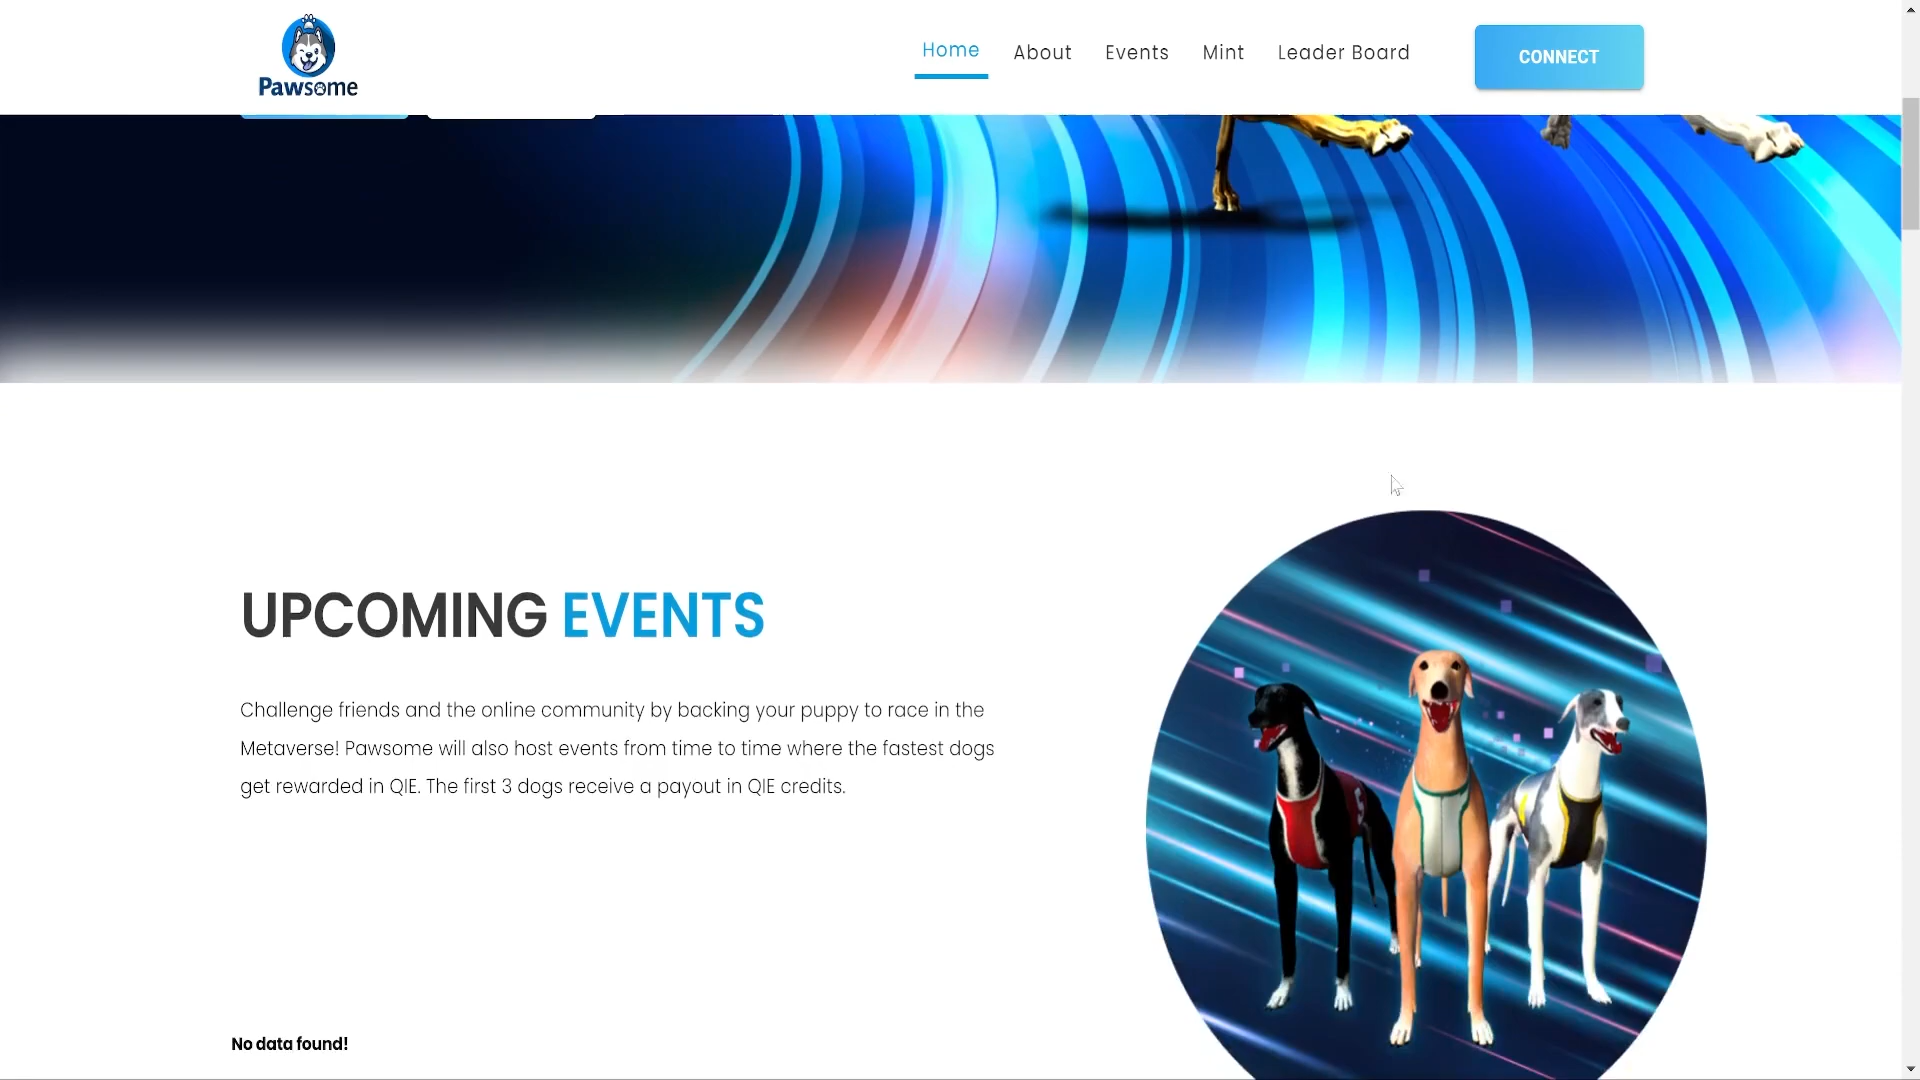 Pawsome
Home
About
Events
Mint
Leader Board
CONNECT
UPCOMING EVENTS
Challenge friends and the online community by backing your puppy to race in the
Metaverse! Pawsome will also host events from time to time where the fastest dogs
get rewarded in QIE. The first 3 dogs receive a payout in QIE credits.
No data found!